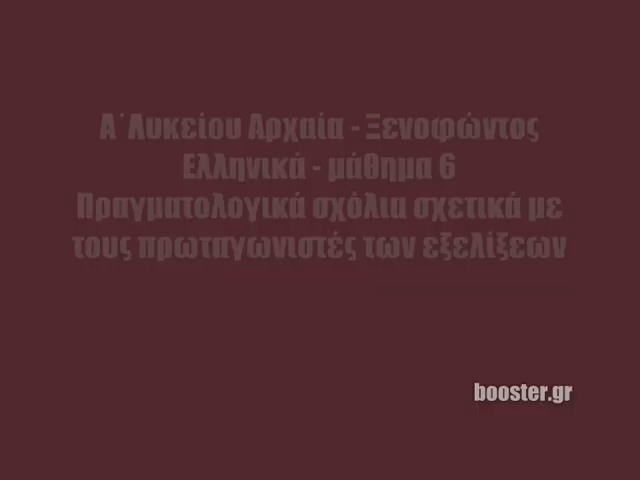 Α΄Λυκείου Αρχαία - Ξενοφώντος
Ελληνικά - μάθημα 6
Πραγματολογικά σχόλια σχετικά με
τους πρωταγωνιστές των εξελίξεων
booster.gr